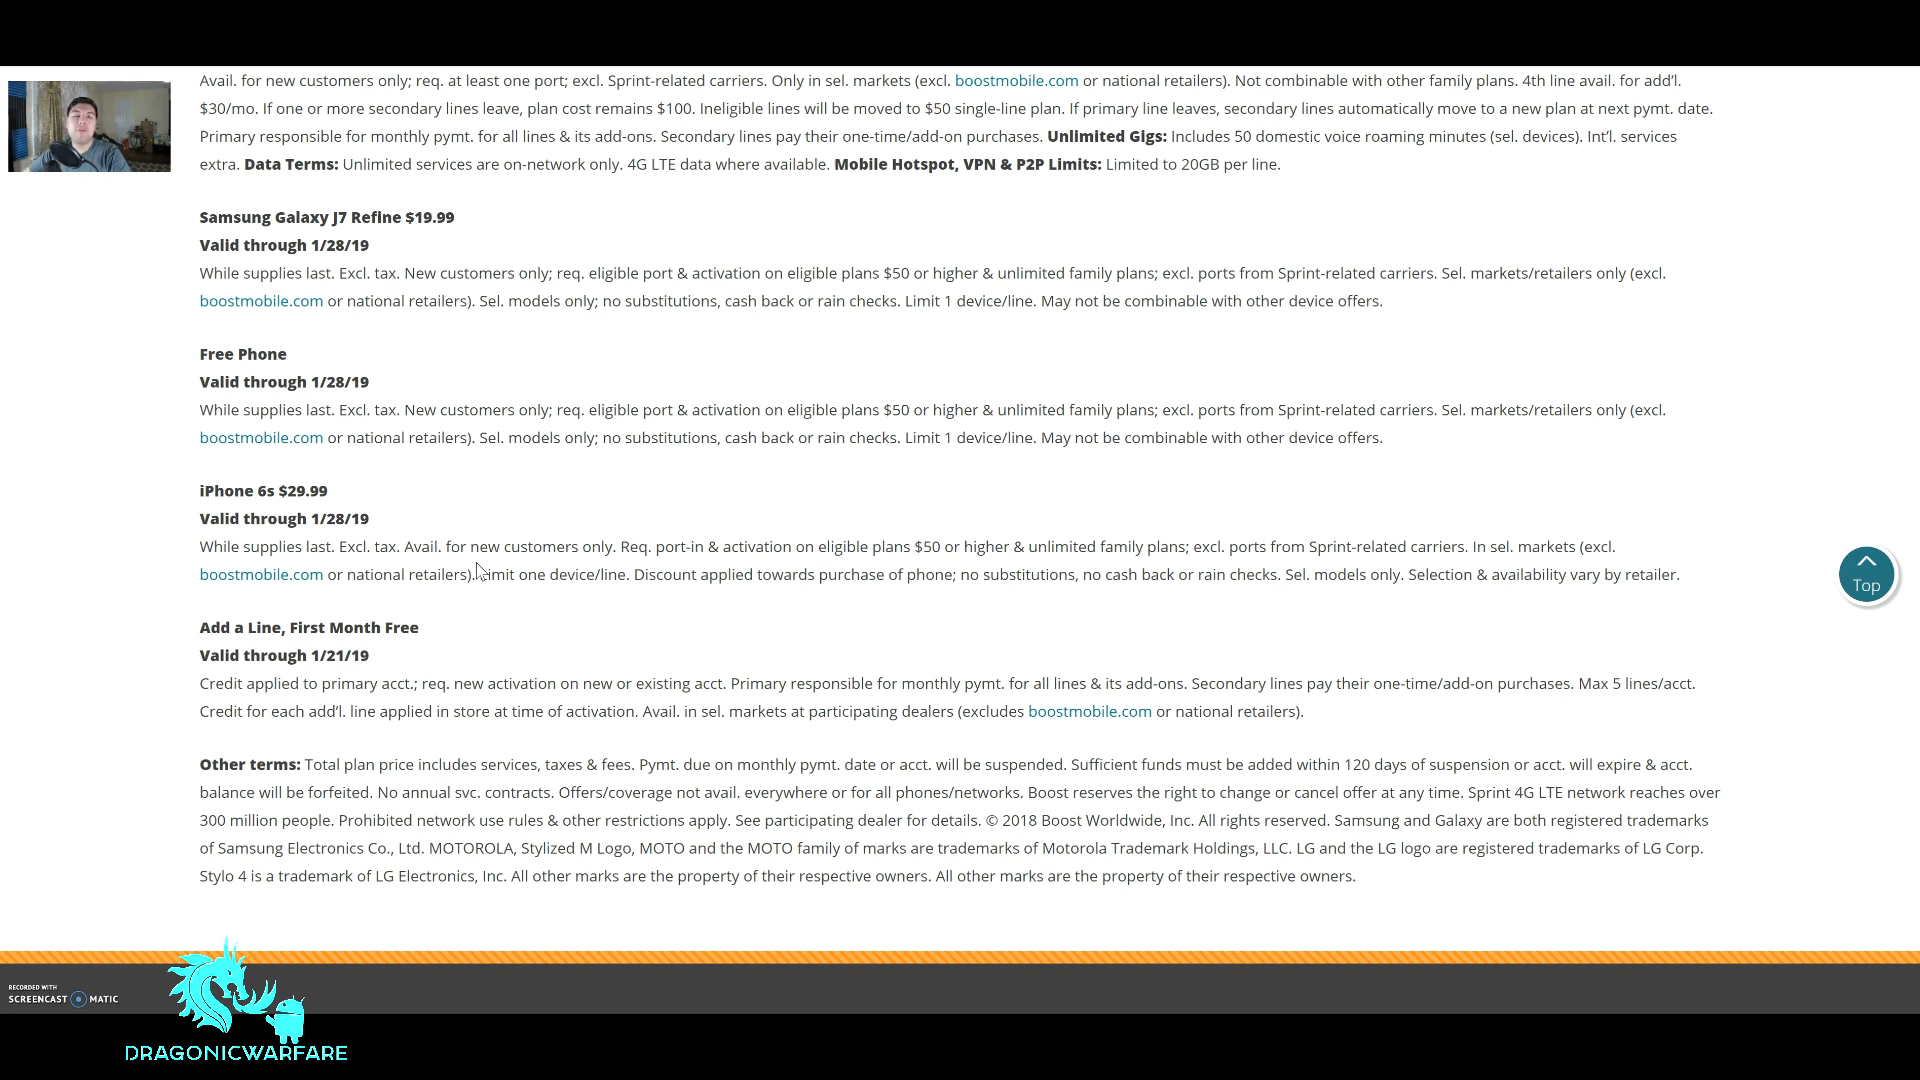 Avail. for new customers only; req. at least one port; excl. Sprint-related carriers. Only in sel. markets (excl. boostmobile.com or national retailers). Not combinable with other family plans. 4th line avail. for add'l.
$30/mo. If one or more secondary lines leave, plan cost remains $100. Ineligible lines will be moved to $50 single-line plan. If primary line leaves, secondary lines automatically move to a new plan at next pymt. date.
Primary responsible for monthly pymt. for all lines & its add-ons. Secondary lines pay their one-time/add-on purchases. Unlimited Gigs: Includes 50 domestic voice roaming minutes (sel. devices). Int'l. services
extra. Data Terms: Unlimited services are on-network only. 4G LTE data where available. Mobile Hotspot, VPN & P2P Limits: Limited to 20GB per line.
Samsung Galaxy J7 Refine $19.99
Valid through 1/28/19
While supplies last. Excl. tax. New customers only; req. eligible port & activation on eligible plans $50 or higher & unlimited family plans; excl. ports from Sprint-related carriers. Sel. markets/retailers only (excl.
boostmobile.com or national retailers). Sel. models only; no substitutions, cash back or rain checks. Limit 1 device/line. May not be combinable with other device offers.
Free Phone
Valid through 1/28/19
While supplies last. Excl. tax. New customers only; req. eligible port & activation on eligible plans $50 or higher & unlimited family plans; excl. ports from Sprint-related carriers. Sel. markets/retailers only (excl.
boostmobile.com or national retailers). Sel. models only; no substitutions, cash back or rain checks. Limit 1 device/line. May not be combinable with other device offers.
iPhone 6s $29.99
Valid through 1/28/19
While supplies last. Excl. tax. Avail. for new customers only. Req. port-in & activation on eligible plans $50 or higher & unlimited family plans; excl. ports from Sprint-related carriers. In sel. markets (excl.
boostmobile.com or national retailers). Limit one device/line. Discount applied towards purchase of phone; no substitutions, no cash back or rain checks. Sel. models only. Selection & availability vary by retailer.
Top
Add a Line, First Month Free
Valid through 1/21/19
Credit applied to primary acct.; req. new activation on new or existing acct. Primary responsible for monthly pymt. for all lines & its add-ons. Secondary lines pay their one-time/add-on purchases. Max 5 lines/acct.
Credit for each add'l. line applied in store at time of activation. Avail. in sel. markets at participating dealers (excludes boostmobile.com or national retailers).
Other terms: Total plan price includes services, taxes & fees. Pymt. due on monthly pymt. date or acct. will be suspended. Sufficient funds must be added within 120 days of suspension or acct. will expire & acct.
balance will be forfeited. No annual svc. contracts. Offers/coverage not avail. everywhere or for all phones/networks. Boost reserves the right to change or cancel offer at any time. Sprint 4G LTE network reaches over
300 million people. Prohibited network use rules & other restrictions apply. See participating dealer for details. © 2018 Boost Worldwide, Inc. All rights reserved. Samsung and Galaxy are both registered trademarks
of Samsung Electronics Co., Ltd. MOTOROLA, Stylized M Logo, MOTO and the MOTO family of marks are trademarks of Motorola Trademark Holdings, LLC. LG and the LG logo are registered trademarks of LG Corp.
Stylo 4 is a trademark of LG Electronics, Inc. All other marks are the property of their respective owners. All other marks are the property of their respective owners.
RECORDED WITH
SCREENCAST MATIC
DRAGONICWARFARE